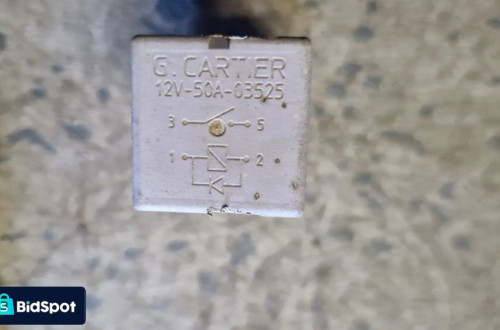 G. CARTIER
12V-50A-03525
3 5
1 2
S BidSpot